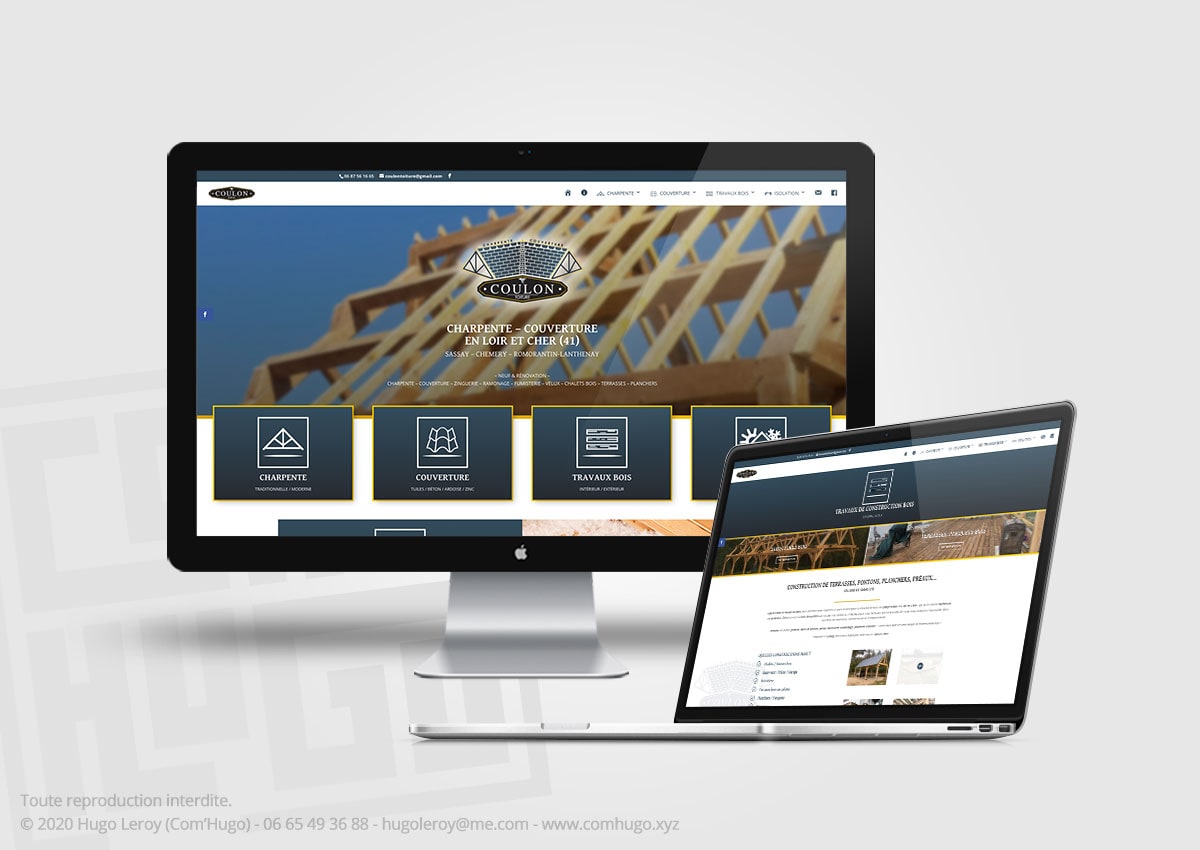 06 87 56 16 65 coulontoiture@gmail.com
COULON
CHARPENTE COUVERTURE TRAVAUX BOIS ISOLATION
CHARPENTE COUVERTURE
COULON
TOITURE
CHARPENTE – COUVERTURE
EN LOIR ET CHER (41)
SASSAY – CHEMERY – ROMORANTIN-LANTHENAY
– NEUF & RÉNOVATION –
CHARPENTE – COUVERTURE – ZINGUERIE – RAMONAGE – FUMISTERIE – VELUX – CHALETS BOIS – TERRASSES – PLANCHERS
CHARPENTE
TRADITIONNELLE / MODERNE
COUVERTURE
TUILES / BÉTON / ARDOISE / ZINC
TRAVAUX BOIS
INTÉRIEUR / EXTÉRIEUR
TRAVAUX DE CONSTRUCTION BOIS
CONSTRUCTION DE TERRASSES, PONTONS, PLANCHERS, PRÉAUX...
Toute reproduction interdite.
© 2020 Hugo Leroy (Com'Hugo) - 06 65 49 36 88 - hugoleroy@me.com - www.comhugo.xyz